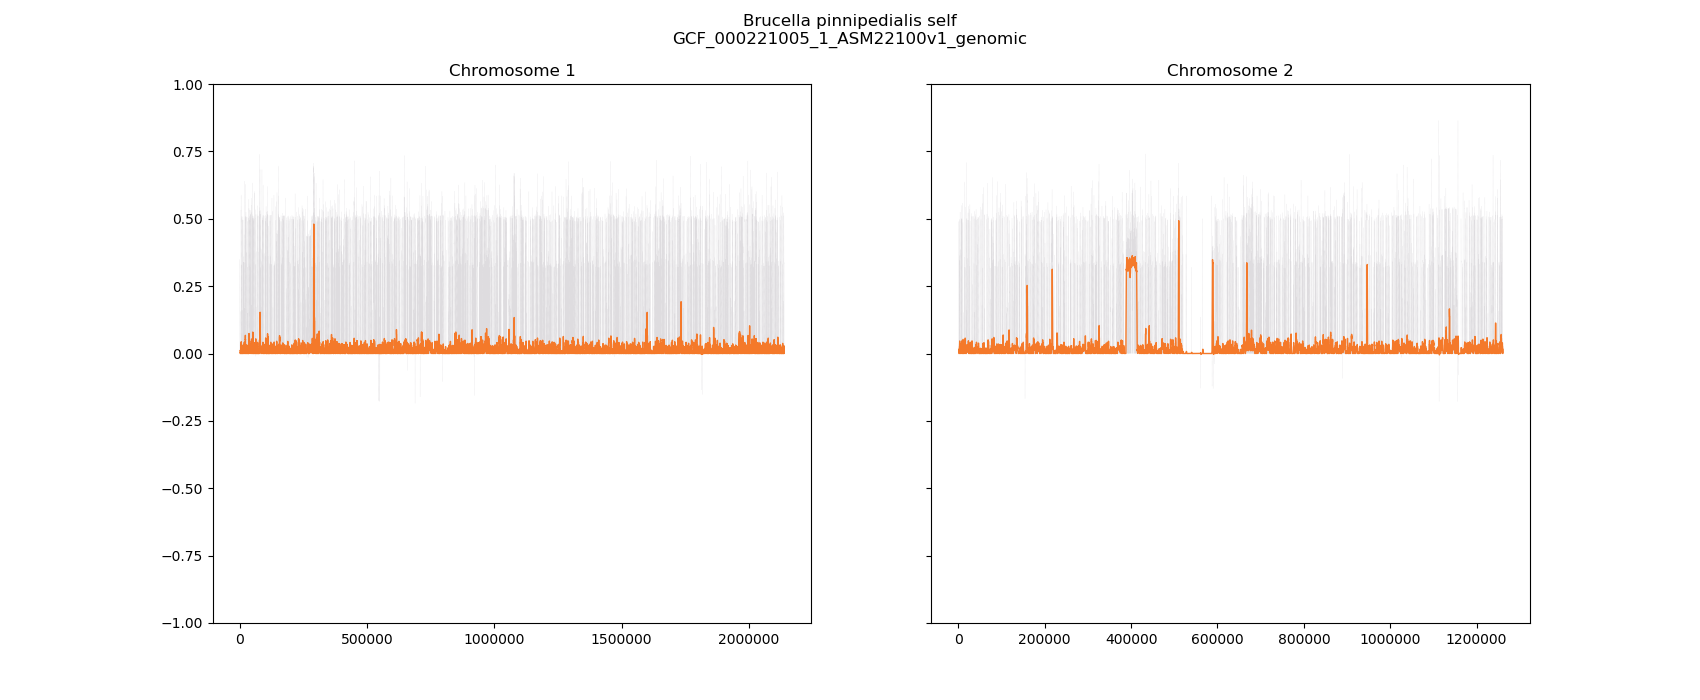 Brucella pinnipedialis self
GCF_000221005_1_ASM22100v1_genomic
Chromosome 1
Chromosome 2
1.00
0.75
0.50
0.25
0.00
−0.25
−0.50
−0.75
−1.00
0 500000 1000000 1500000 2000000
0 200000 400000 600000 800000 1000000 1200000